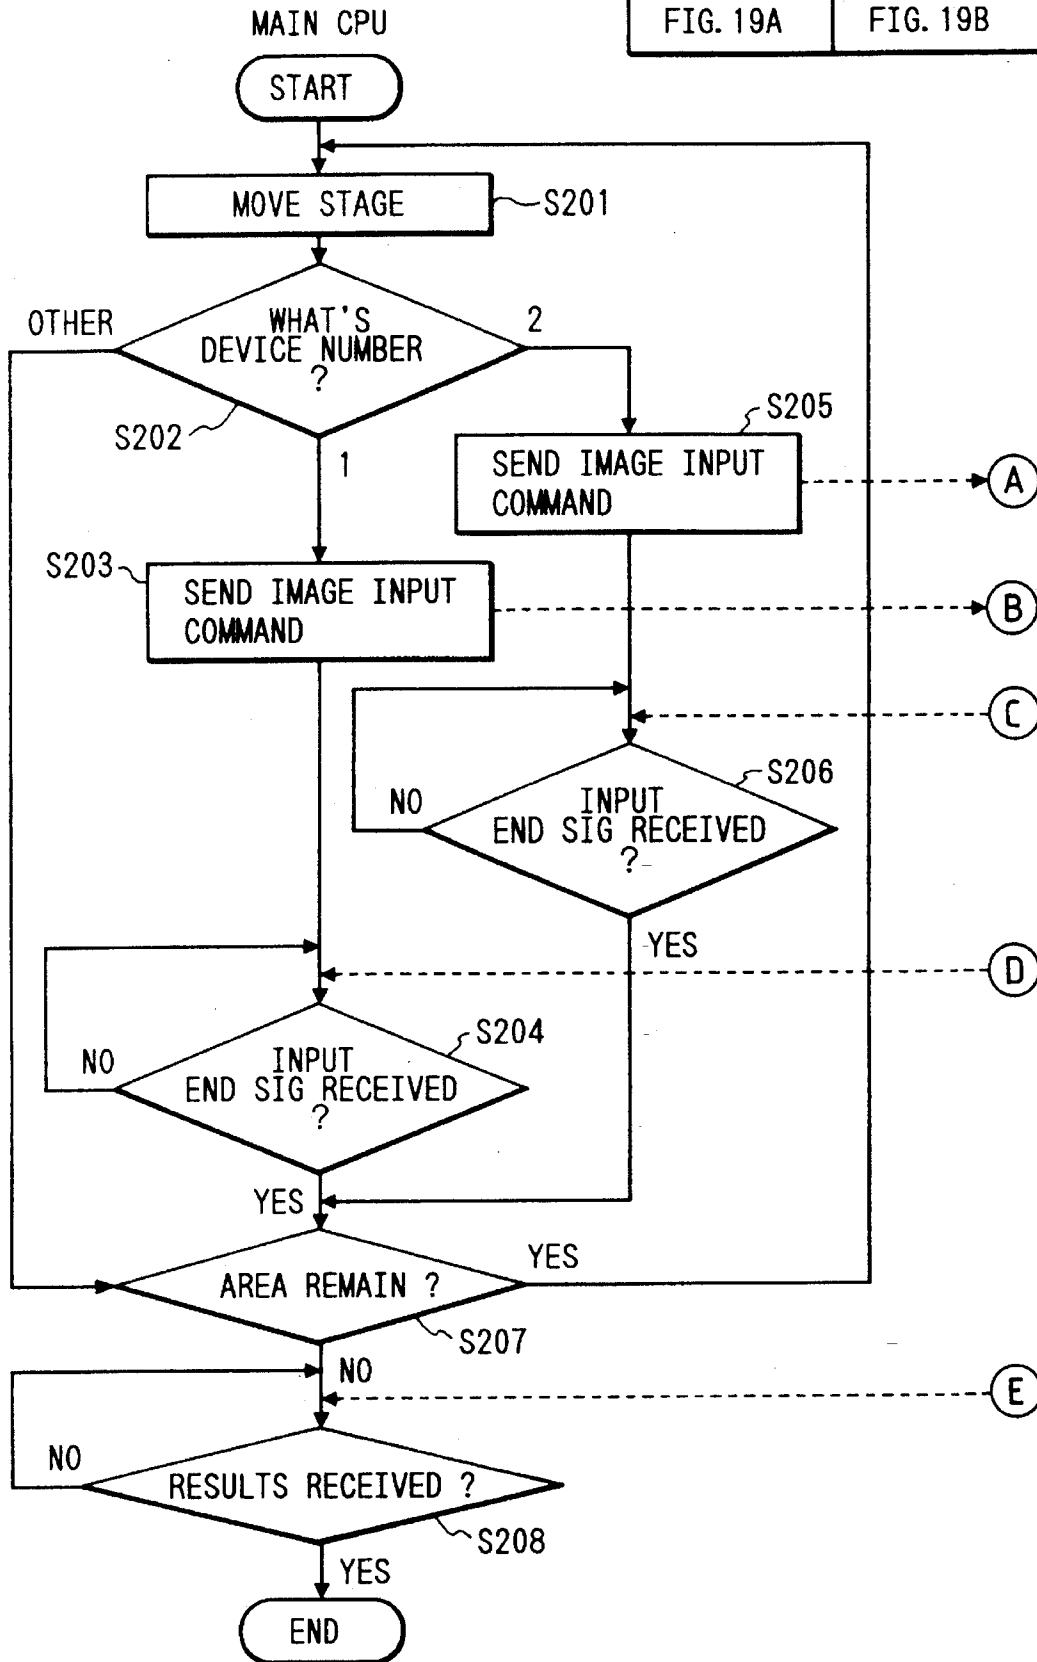 MAIN CPU
FIG. 19A
FIG. 19B
START
MOVE STAGE
S201
OTHER
WHAT'S
DEVICE NUMBER
?
2
S202
1
S205
SEND IMAGE INPUT
COMMAND
A
S203
SEND IMAGE INPUT
COMMAND
B
C
S206
NO
INPUT
END SIG RECEIVED
?
YES
D
S204
NO
INPUT
END SIG RECEIVED
?
YES
AREA REMAIN ?
YES
S207
NO
E
NO
RESULTS RECEIVED ?
S208
YES
END